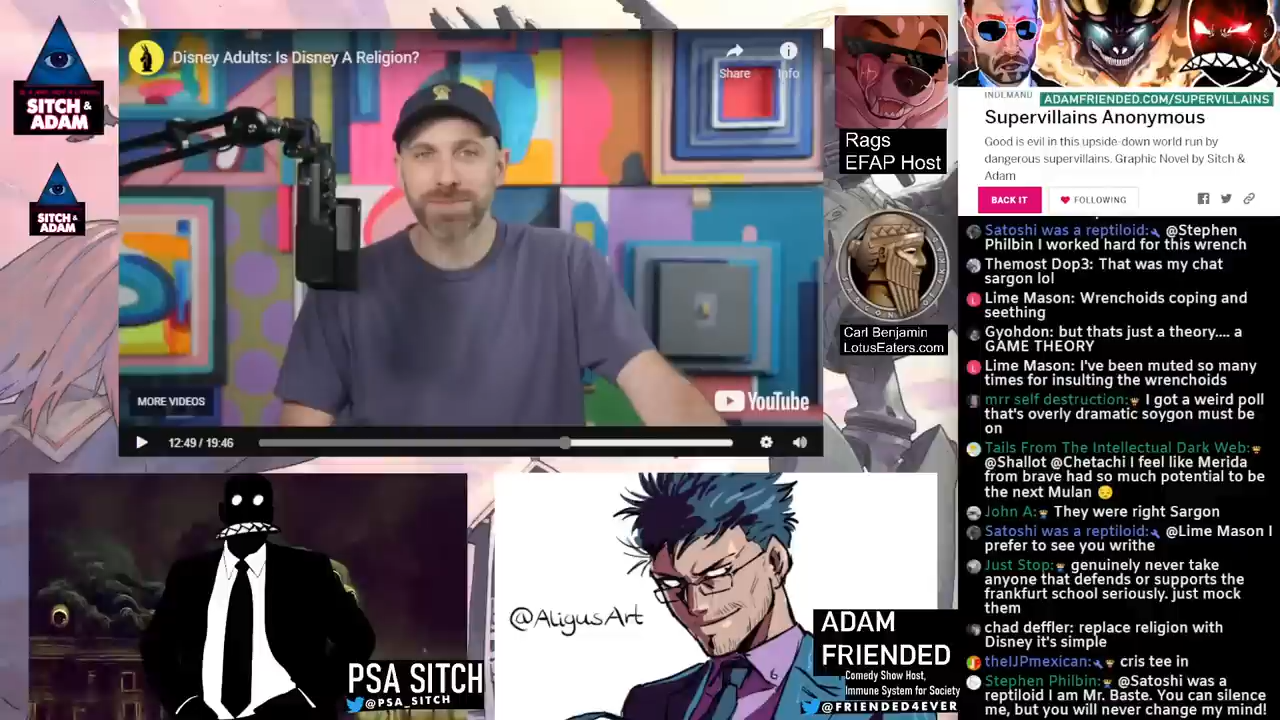 SITCH &
ADAM
SITCH &
ADAM
Disney Adults: Is Disney A Religion?
Share
Info
MORE VIDEOS
YouTube
12:49 / 19:46
Rags
EFAP Host
SARGON OF AKKAD
Carl Benjamin
LotusEaters.com
INDEMAND
ADAMFRIENDED.COM/SUPERVILLAINS
Supervillains Anonymous
Good is evil in this upside-down world run by
dangerous supervillains. Graphic Novel by Sitch &
Adam
BACK IT
FOLLOWING
Satoshi was a reptiloid: @Stephen
Philbin I worked hard for this wrench
Themost Dop3: That was my chat
sargon lol
Lime Mason: Wrenchoids coping and
seething
Gyohdon: but thats just a theory.... a
GAME THEORY
Lime Mason: I've been muted so many
times for insulting the wrenchoids
mrr self destruction: I got a weird poll
that's overly dramatic soygon must be
on
Tails From The Intellectual Dark Web:
@Shallot @Chetachi I feel like Merida
from brave had so much potential to be
the next Mulan 😔
John A: They were right Sargon
Satoshi was a reptiloid: @Lime Mason I
prefer to see you writhe
Just Stop: genuinely never take
anyone that defends or supports the
frankfurt school seriously. just mock
them
chad deffler: replace religion with
Disney it's simple
theIJPmexican: cris tee in
Stephen Philbin: @Satoshi was a
reptiloid I am Mr. Baste. You can silence
me, but you will never change my mind!
PSA SITCH
@PSA_SITCH
@AligusArt
ADAM
FRIENDED
Comedy Show Host,
Immune System for Society
@FRIENDED4EVER